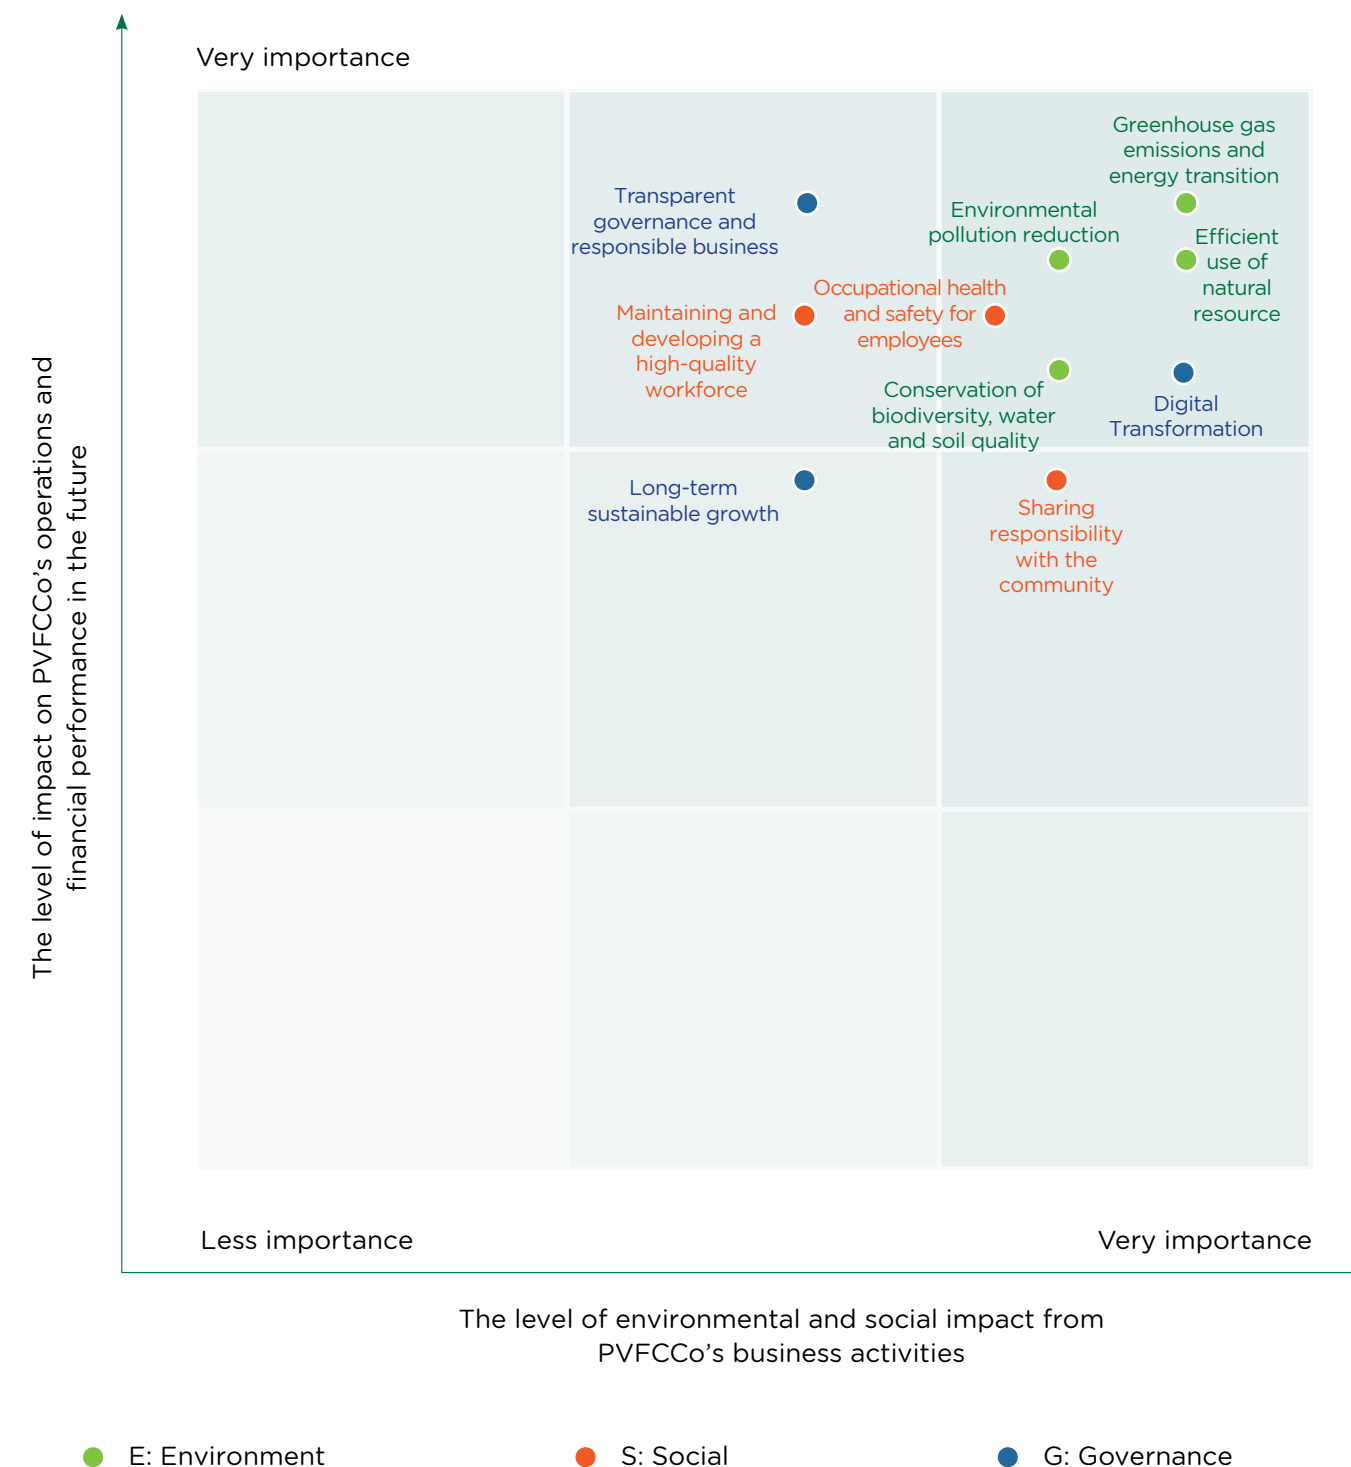 Very importance
Greenhouse gas
emissions and
energy transition
Transparent
governance and
responsible business
Environmental
pollution reduction
Efficient
use of
natural
resource
Maintaining and
developing a
high-quality
workforce
Occupational health
and safety for
employees
Conservation of
biodiversity, water
and soil quality
Digital
Transformation
Long-term
sustainable growth
Sharing
responsibility
with the
community
The level of impact on PVFCCo’s operations and
financial performance in the future
Less importance
Very importance
The level of environmental and social impact from
PVFCCo’s business activities
E: Environment
S: Social
G: Governance